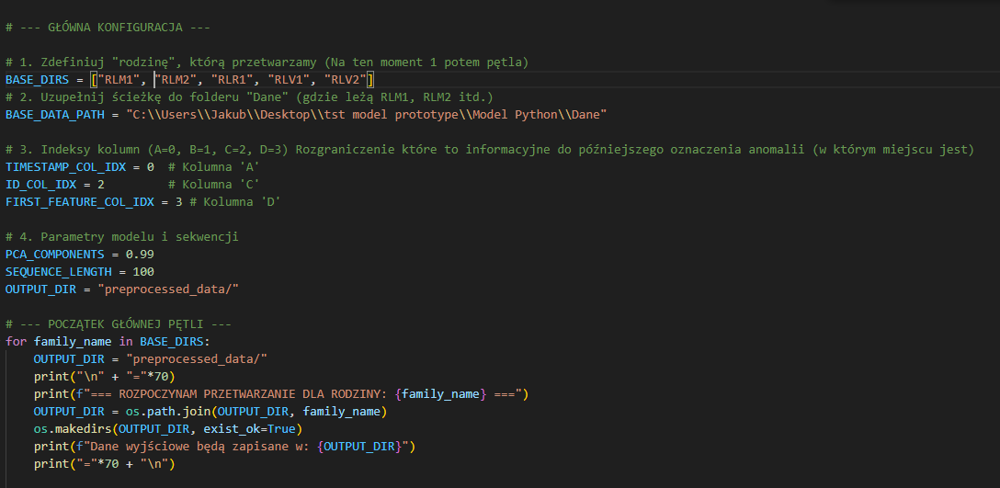 # --- GŁÓWNA KONFIGURACJA ---
# 1. Zdefiniuj "rodzinę", którą przetwarzamy (Na ten moment 1 potem pętla)
BASE_DIRS = ["RLM1", "RLM2", "RLR1", "RLV1", "RLV2"]
# 2. Uzupełnij ścieżkę do folderu "Dane" (gdzie leżą RLM1, RLM2 itd.)
BASE_DATA_PATH = "C:\\Users\\Jakub\\Desktop\\tst model prototype\\Model Python\\Dane"
# 3. Indeksy kolumn (A=0, B=1, C=2, D=3) Rozgraniczenie które to informacyjne do późniejszego oznaczenia anomalii (w którym miejscu jest)
TIMESTAMP_COL_IDX = 0  # Kolumna 'A'
ID_COL_IDX = 2         # Kolumna 'C'
FIRST_FEATURE_COL_IDX = 3 # Kolumna 'D'
# 4. Parametry modelu i sekwencji
PCA_COMPONENTS = 0.99
SEQUENCE_LENGTH = 100
OUTPUT_DIR = "preprocessed_data/"
# --- POCZĄTEK GŁÓWNEJ PĘTLI ---
for family_name in BASE_DIRS:
    OUTPUT_DIR = "preprocessed_data/"
    print("\n" + "="*70)
    print(f"=== ROZPOCZYNAM PRZETWARZANIE DLA RODZINY: {family_name} ===")
    OUTPUT_DIR = os.path.join(OUTPUT_DIR, family_name)
    os.makedirs(OUTPUT_DIR, exist_ok=True)
    print(f"Dane wyjściowe będą zapisane w: {OUTPUT_DIR}")
    print("="*70 + "\n")